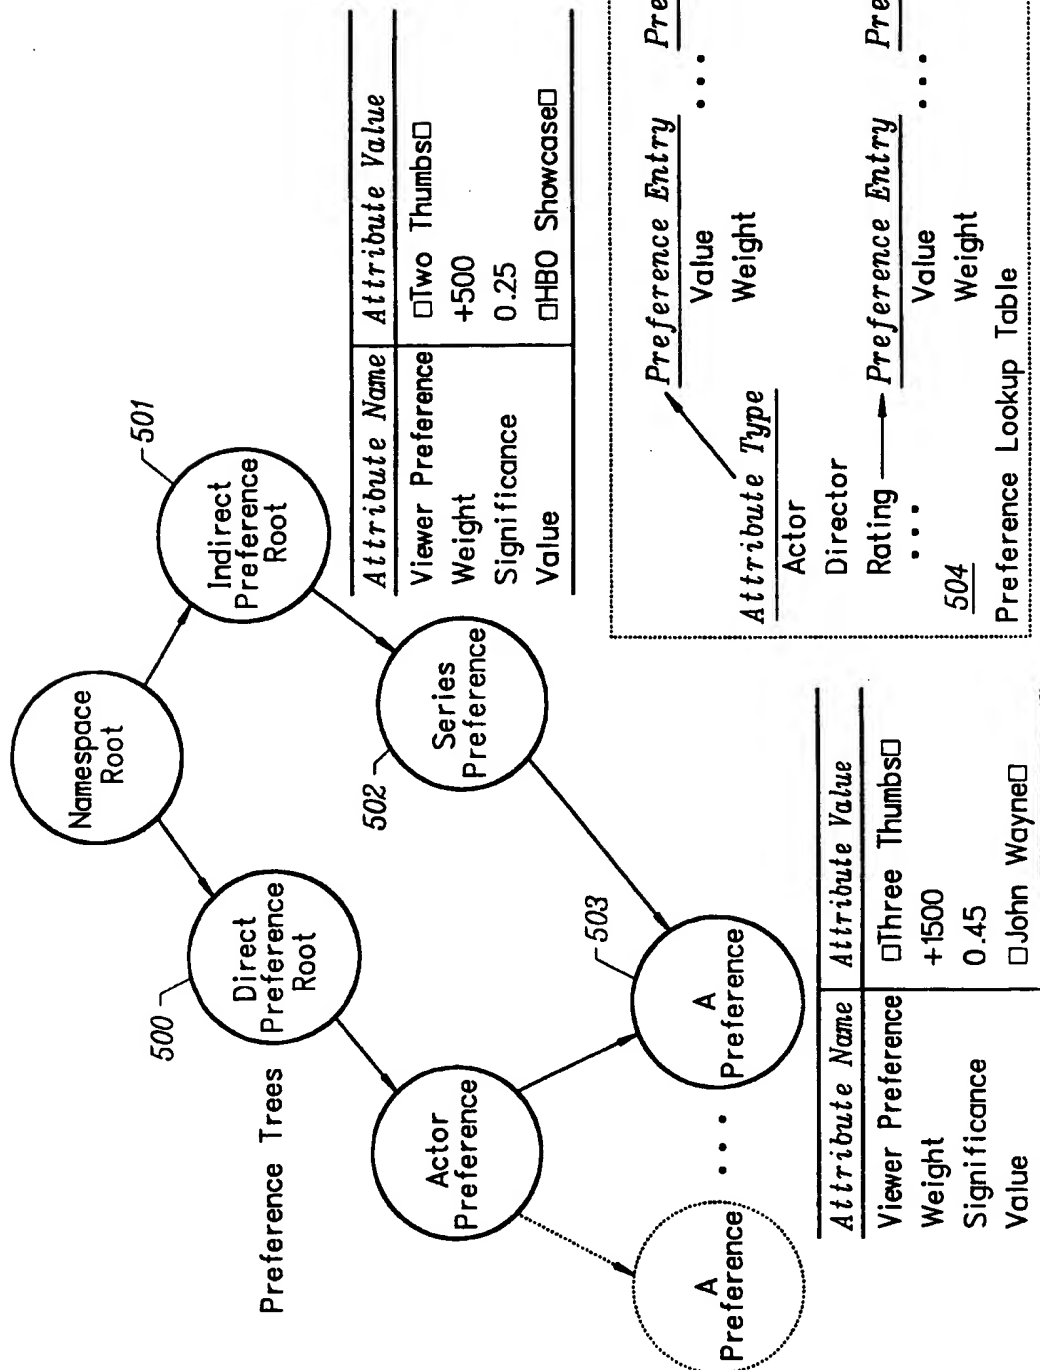 Preference Trees
Namespace
Root
500
Direct
Preference
Root
501
Indirect
Preference
Root
Actor
Preference
502
Series
Preference
A
Preference
...
503
A
Preference
Attribute Name Attribute Value
Viewer Preference □Two Thumbs□
Weight +500
Significance 0.25
Value □HBO Showcase□
Attribute Name Attribute Value
Viewer Preference □Three Thumbs□
Weight +1500
Significance 0.45
Value □John Wayne□
Attribute Type
Actor
Director
Rating
...
Preference Entry
Value
Weight
...
Pre
Preference Entry
Value
Weight
...
Pre
504
Preference Lookup Table